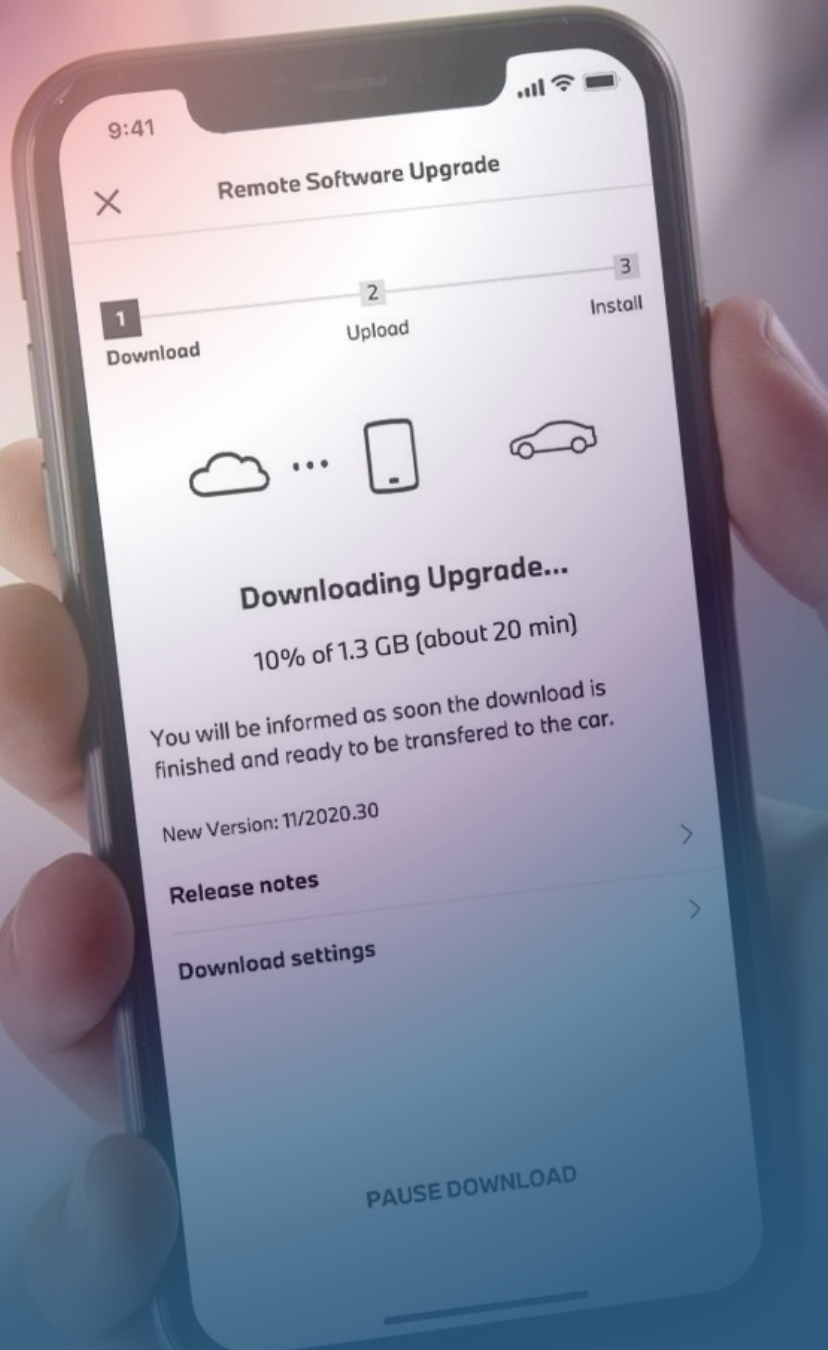 9:41
Remote Software Upgrade
1
2
3
Download
Upload
Install
Downloading Upgrade...
10% of 1.3 GB (about 20 min)
You will be informed as soon the download is
finished and ready to be transfered to the car.
New Version: 11/2020.30
Release notes
Download settings
PAUSE DOWNLOAD